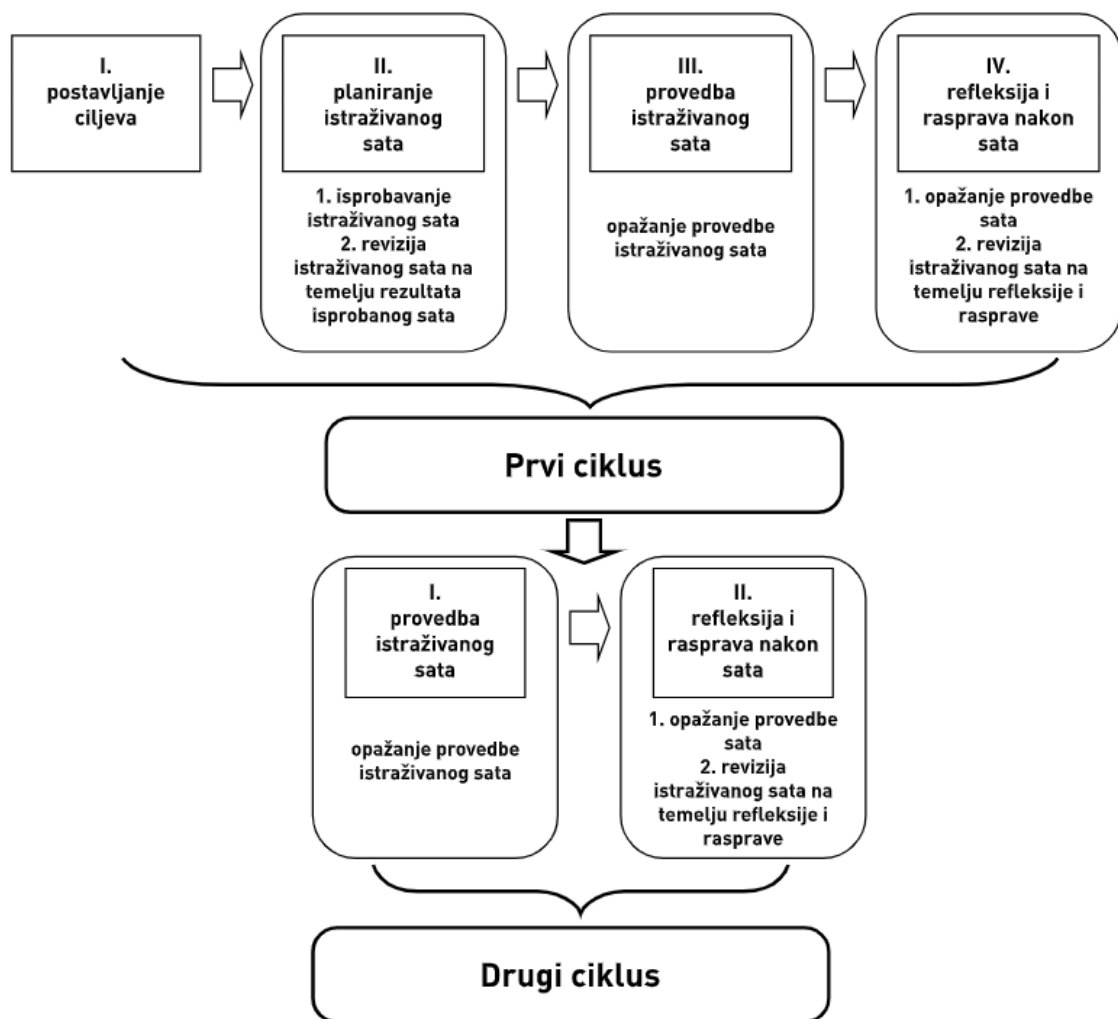 I.
postavljanje
ciljeva
II.
planiranje
istraživanog
sata
1. isprobavanje
istraživanog sata
2. revizija
istraživanog sata na
temelju rezultata
isprobanog sata
III.
provedba
istraživanog
sata
opažanje provedbe
istraživanog sata
IV.
refleksija i
rasprava nakon
sata
1. opažanje provedbe
sata
2. revizija
istraživanog sata na
temelju refleksije i
rasprave
Prvi ciklus
I.
provedba
istraživanog
sata
opažanje provedbe
istraživanog sata
II.
refleksija i
rasprava nakon
sata
1. opažanje provedbe
sata
2. revizija
istraživanog sata na
temelju refleksije i
rasprave
Drugi ciklus